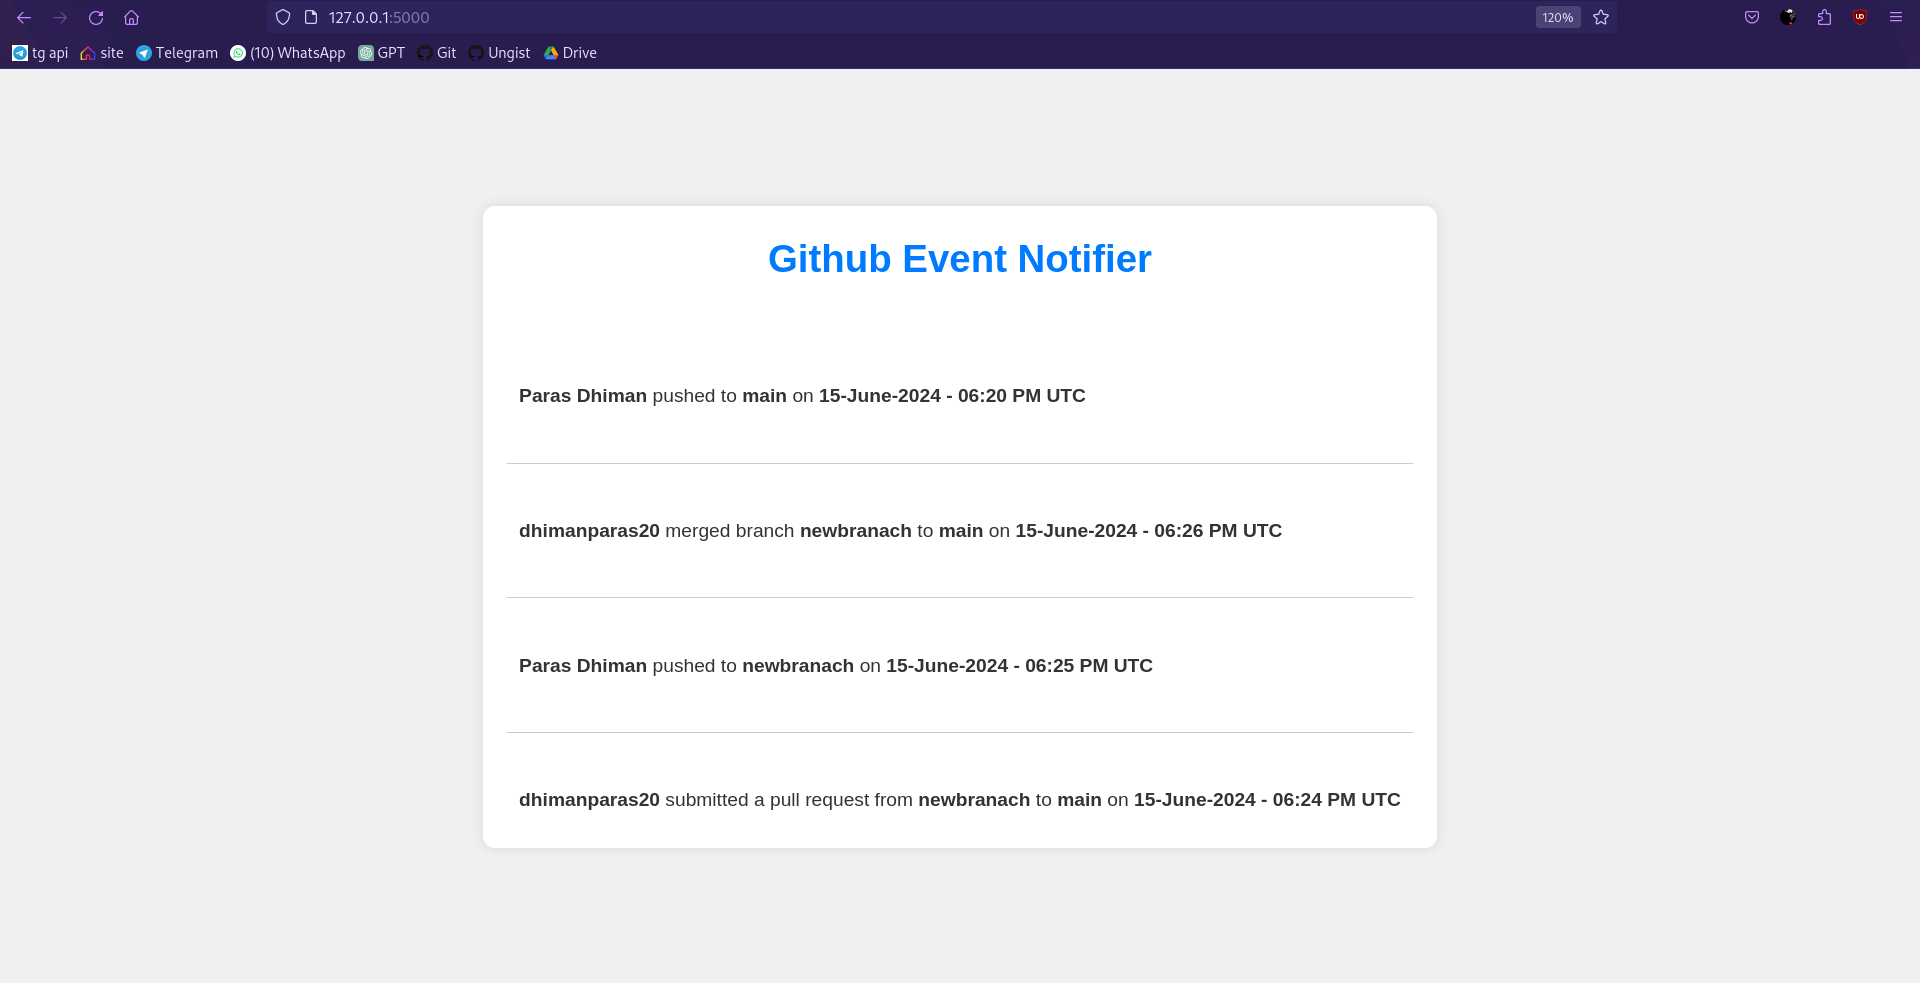 127.0.0.1:5000
120%
tg api site Telegram (10) WhatsApp GPT Git Ungist Drive
Github Event Notifier
Paras Dhiman pushed to main on 15-June-2024 - 06:20 PM UTC
dhimanparas20 merged branch newbranach to main on 15-June-2024 - 06:26 PM UTC
Paras Dhiman pushed to newbranach on 15-June-2024 - 06:25 PM UTC
dhimanparas20 submitted a pull request from newbranach to main on 15-June-2024 - 06:24 PM UTC